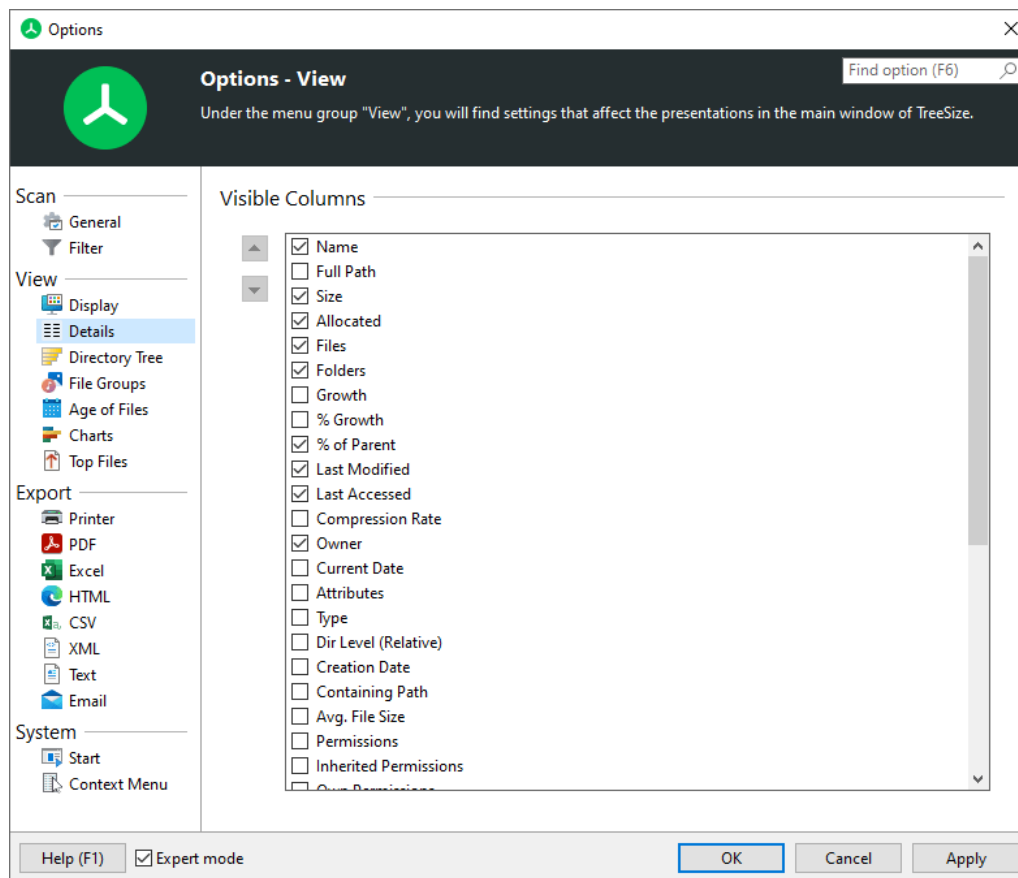 Options
Options - View
Find option (F6)
Under the menu group "View", you will find settings that affect the presentations in the main window of TreeSize.
Scan
General
Filter
View
Display
Details
Directory Tree
File Groups
Age of Files
Charts
Top Files
Export
Printer
PDF
Excel
HTML
CSV
XML
Text
Email
System
Start
Context Menu
Visible Columns
Name
Full Path
Size
Allocated
Files
Folders
Growth
% Growth
% of Parent
Last Modified
Last Accessed
Compression Rate
Owner
Current Date
Attributes
Type
Dir Level (Relative)
Creation Date
Containing Path
Avg. File Size
Permissions
Inherited Permissions
Own Permissions
Help (F1)
Expert mode
OK
Cancel
Apply